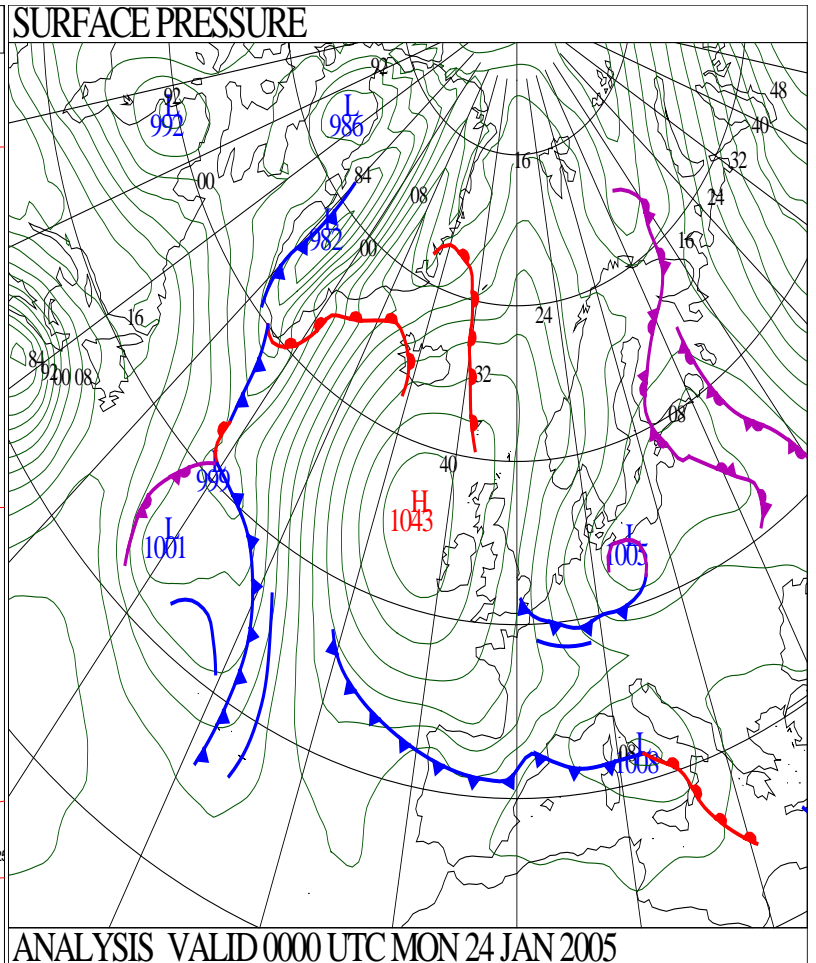 SURFACE PRESSURE
92
48
92
L
992
L
986
40
16
32
84
00
08
24
L
982
16
00
16
24
84
92
00 08
32
08
40
L
999
H
1043
L
1001
L
1005
L
08
1008
ANALYSIS VALID 0000 UTC MON 24 JAN 2005